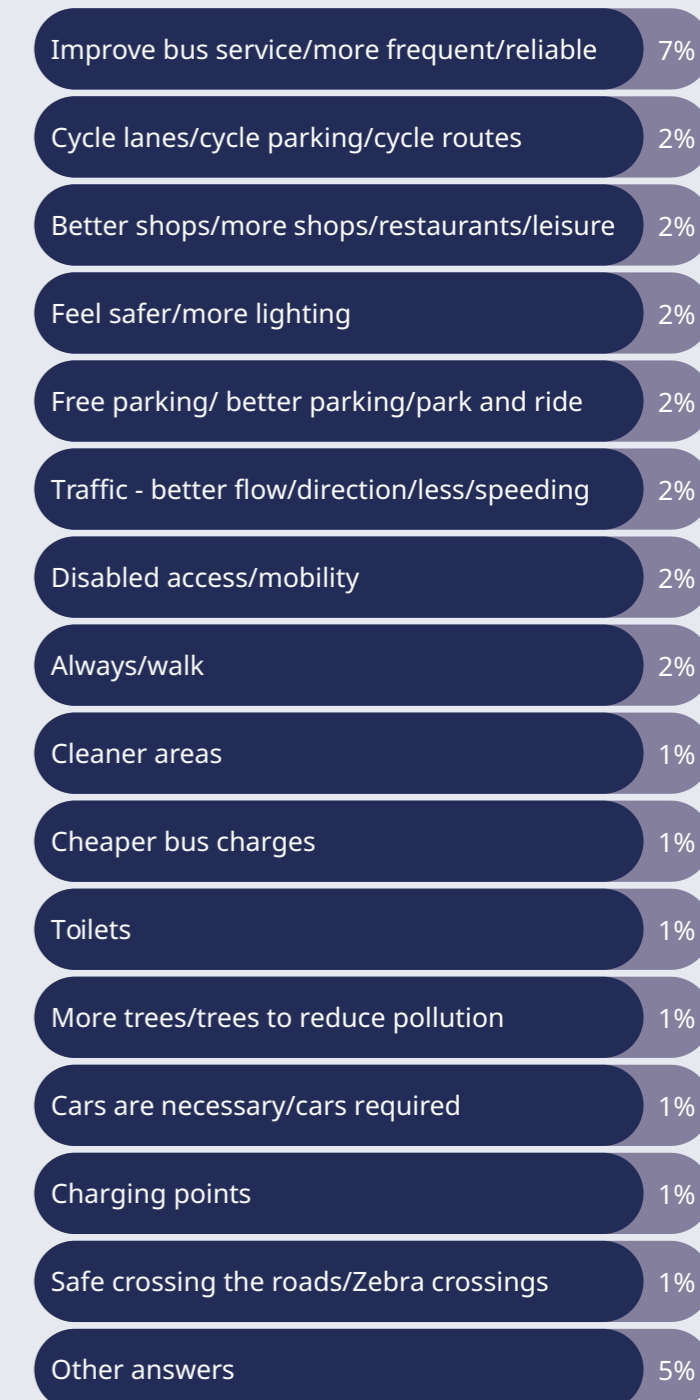 Improve bus service/more frequent/reliable 7%
Cycle lanes/cycle parking/cycle routes 2%
Better shops/more shops/restaurants/leisure 2%
Feel safer/more lighting 2%
Free parking/ better parking/park and ride 2%
Traffic - better flow/direction/less/speeding 2%
Disabled access/mobility 2%
Always/walk 2%
Cleaner areas 1%
Cheaper bus charges 1%
Toilets 1%
More trees/trees to reduce pollution 1%
Cars are necessary/cars required 1%
Charging points 1%
Safe crossing the roads/Zebra crossings 1%
Other answers 5%